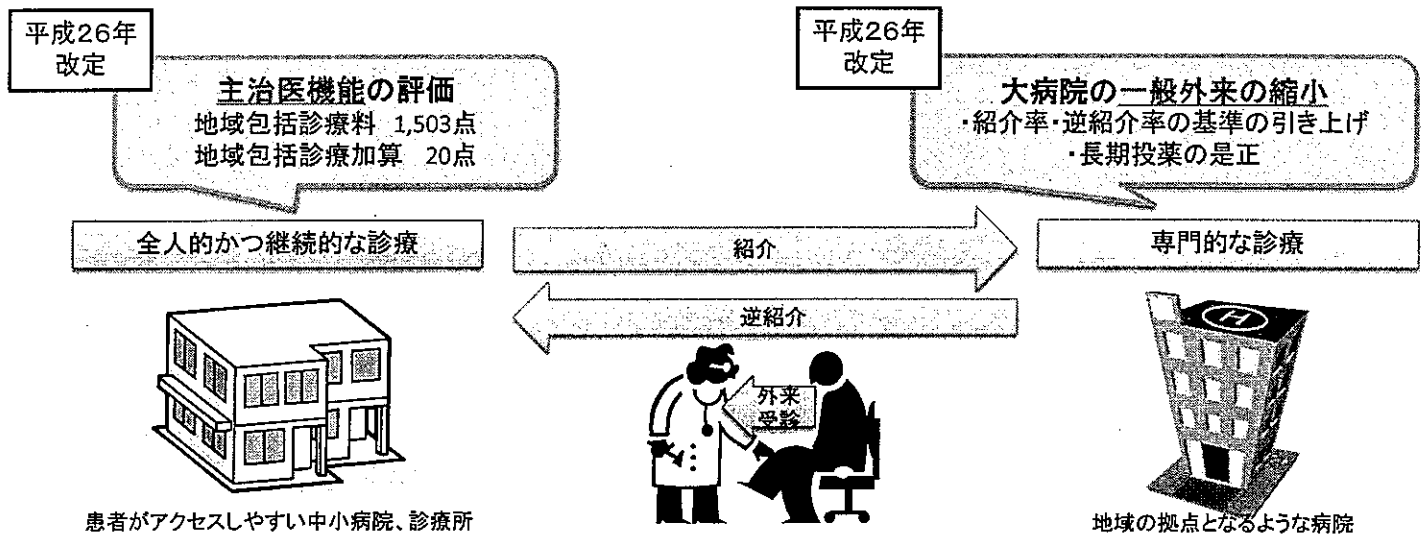 平成26年
改定
主治医機能の評価
地域包括診療料 1,503点
地域包括診療加算 20点
平成26年
改定
大病院の一般外来の縮小
・紹介率・逆紹介率の基準の引き上げ
・長期投薬の是正
全人的かつ継続的な診療
紹介
専門的な診療
逆紹介
外来
受診
H
患者がアクセスしやすい中小病院、診療所
地域の拠点となるような病院